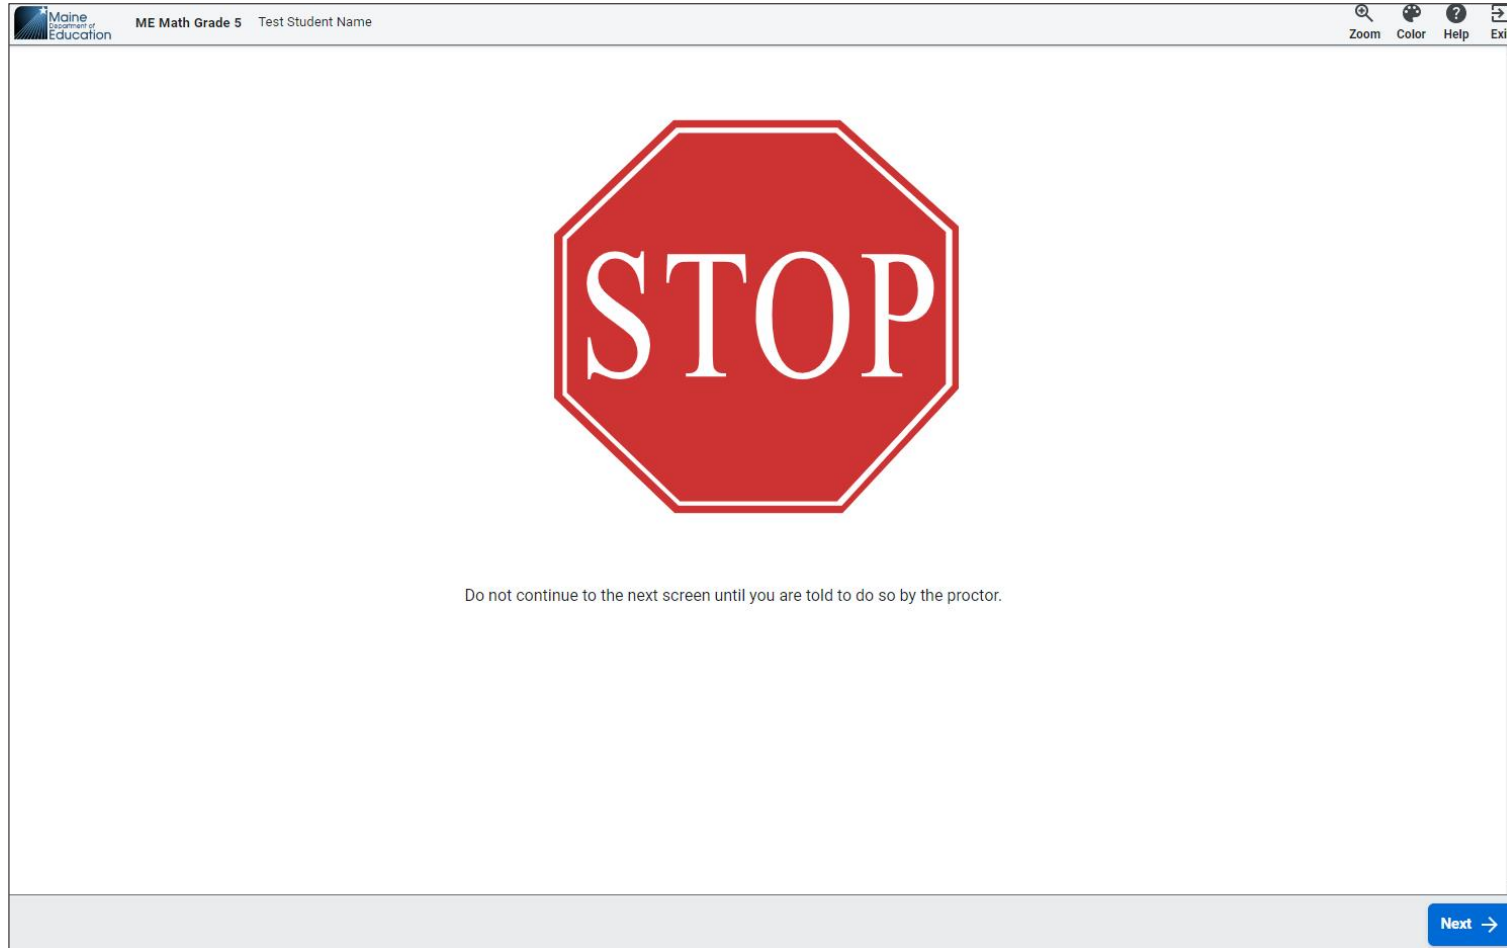 Maine
Department of
Education
ME Math Grade 5 Test Student Name
Zoom Color Help Exi
STOP
Do not continue to the next screen until you are told to do so by the proctor.
Next